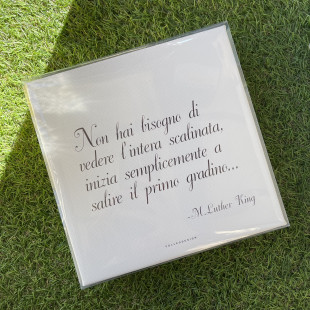 Non hai bisogno di
vedere l'intera scalinata,
inizia semplicemente a
salire il primo gradino...
-M.Luther King